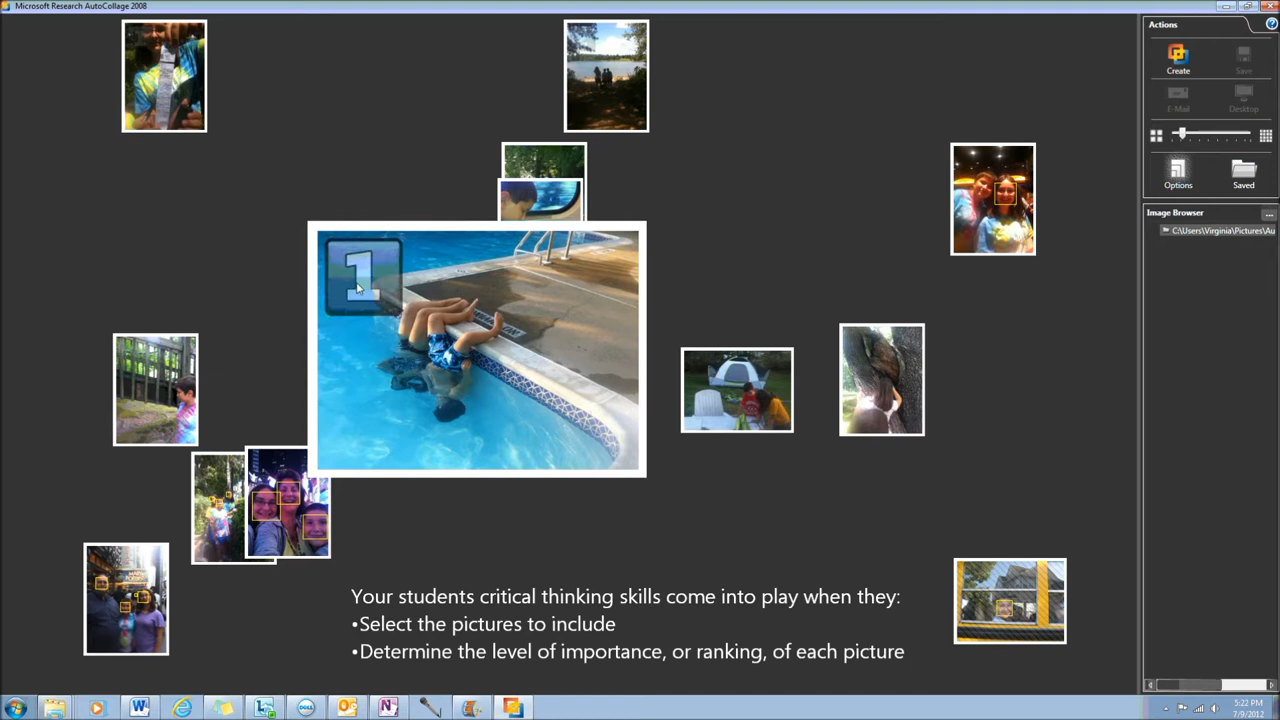 Microsoft Research AutoCollage 2008
Actions
Create
Save
E-Mail
Desktop
Options
Saved
Image Browser
...
C:\Users\Virginia\Pictures\Au
1
Your students critical thinking skills come into play when they:
•Select the pictures to include
•Determine the level of importance, or ranking, of each picture
5:22 PM
7/9/2012